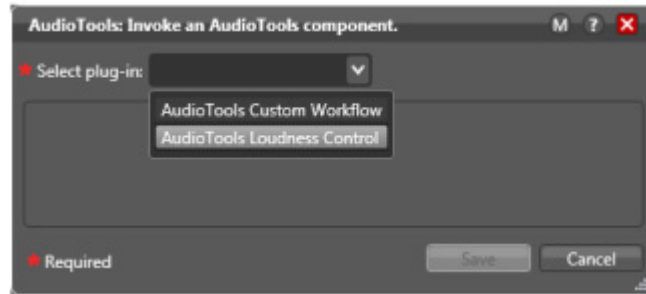 AudioTools: Invoke an AudioTools component. M ?
* Select plug-in:
AudioTools Custom Workflow
AudioTools Loudness Control
* Required Save Cancel